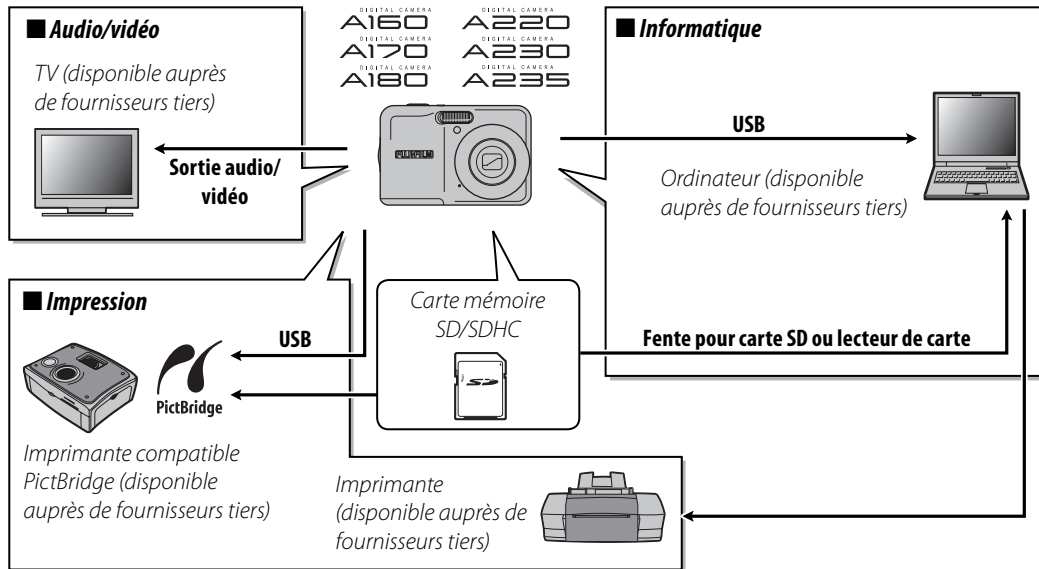 ■ Audio/vidéo
TV (disponible auprès
de fournisseurs tiers)
Sortie audio/
vidéo
DIGITAL CAMERA
A160
DIGITAL CAMERA
A220
DIGITAL CAMERA
A170
DIGITAL CAMERA
A230
DIGITAL CAMERA
A180
DIGITAL CAMERA
A235
FUJIFILM
■ Informatique
USB
Ordinateur (disponible
auprès de fournisseurs tiers)
Fente pour carte SD ou lecteur de carte
Carte mémoire
SD/SDHC
SD
■ Impression
USB
PictBridge
Imprimante compatible
PictBridge (disponible
auprès de fournisseurs tiers)
Imprimante
(disponible auprès de
fournisseurs tiers)